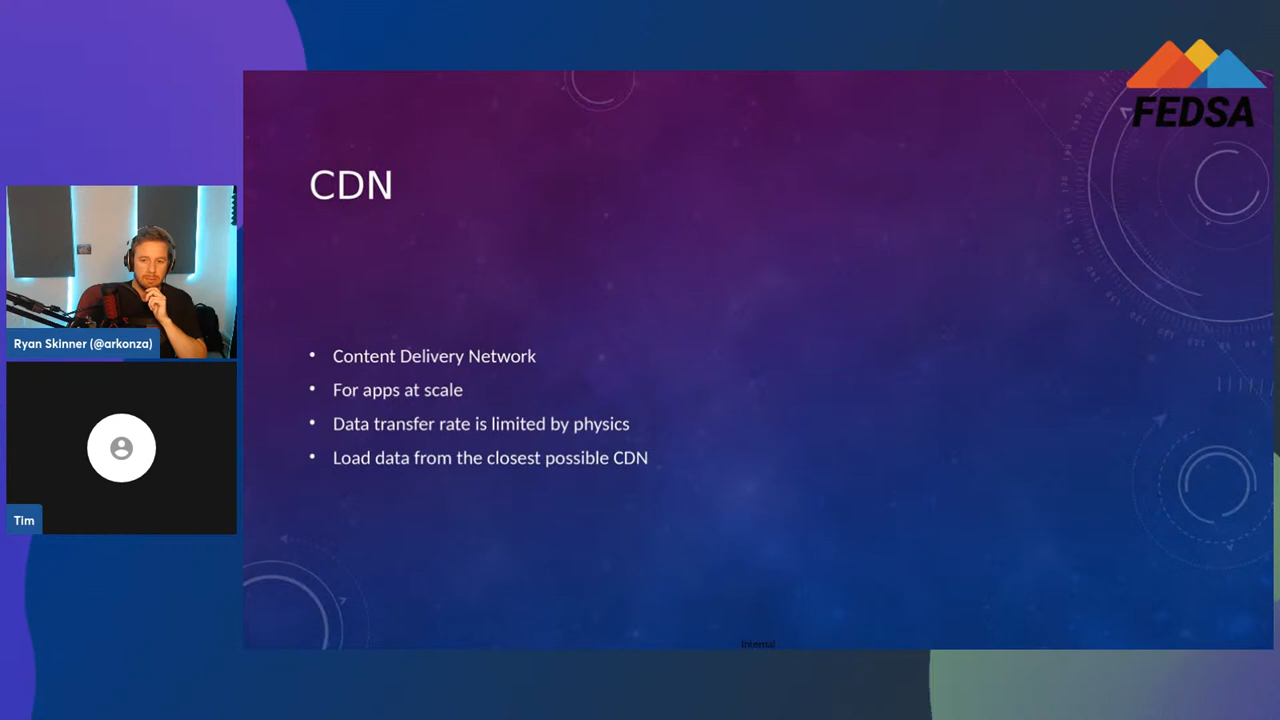 FEDSA
CDN
Content Delivery Network
For apps at scale
Data transfer rate is limited by physics
Load data from the closest possible CDN
Ryan Skinner (@arkonza)
Tim
Internal